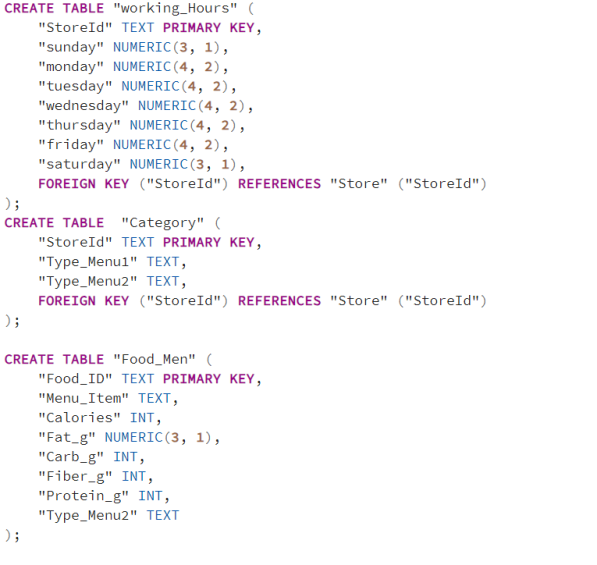 CREATE TABLE "working_Hours" (
    "StoreId" TEXT PRIMARY KEY,
    "sunday" NUMERIC(3, 1),
    "monday" NUMERIC(4, 2),
    "tuesday" NUMERIC(4, 2),
    "wednesday" NUMERIC(4, 2),
    "thursday" NUMERIC(4, 2),
    "friday" NUMERIC(4, 2),
    "saturday" NUMERIC(3, 1),
    FOREIGN KEY ("StoreId") REFERENCES "Store" ("StoreId")
);
CREATE TABLE  "Category" (
    "StoreId" TEXT PRIMARY KEY,
    "Type_Menu1" TEXT,
    "Type_Menu2" TEXT,
    FOREIGN KEY ("StoreId") REFERENCES "Store" ("StoreId")
);
CREATE TABLE "Food_Men" (
    "Food_ID" TEXT PRIMARY KEY,
    "Menu_Item" TEXT,
    "Calories" INT,
    "Fat_g" NUMERIC(3, 1),
    "Carb_g" INT,
    "Fiber_g" INT,
    "Protein_g" INT,
    "Type_Menu2" TEXT
);